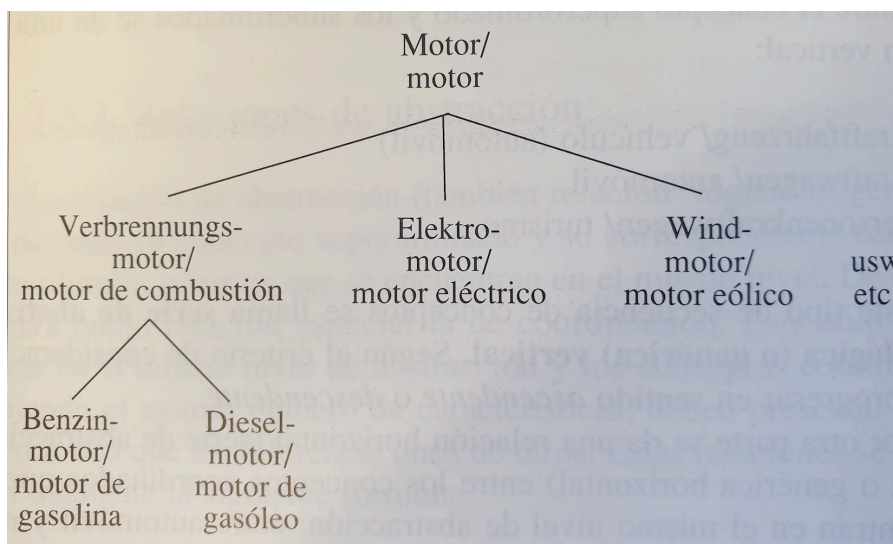 Motor/
motor
Verbrennungs-
motor/
motor de combustión
Elektro-
motor/
motor eléctrico
Wind-
motor/
motor eólico
usw
etc
Benzin-
motor/
motor de
gasolina
Diesel-
motor/
motor de
gasóleo